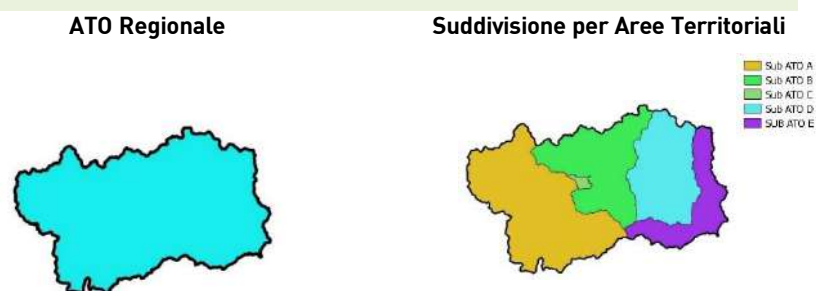 ATO Regionale
Suddivisione per Aree Territoriali
Sub ATO A
Sub ATO B
Sub ATO C
Sub ATO D
SUB ATO E